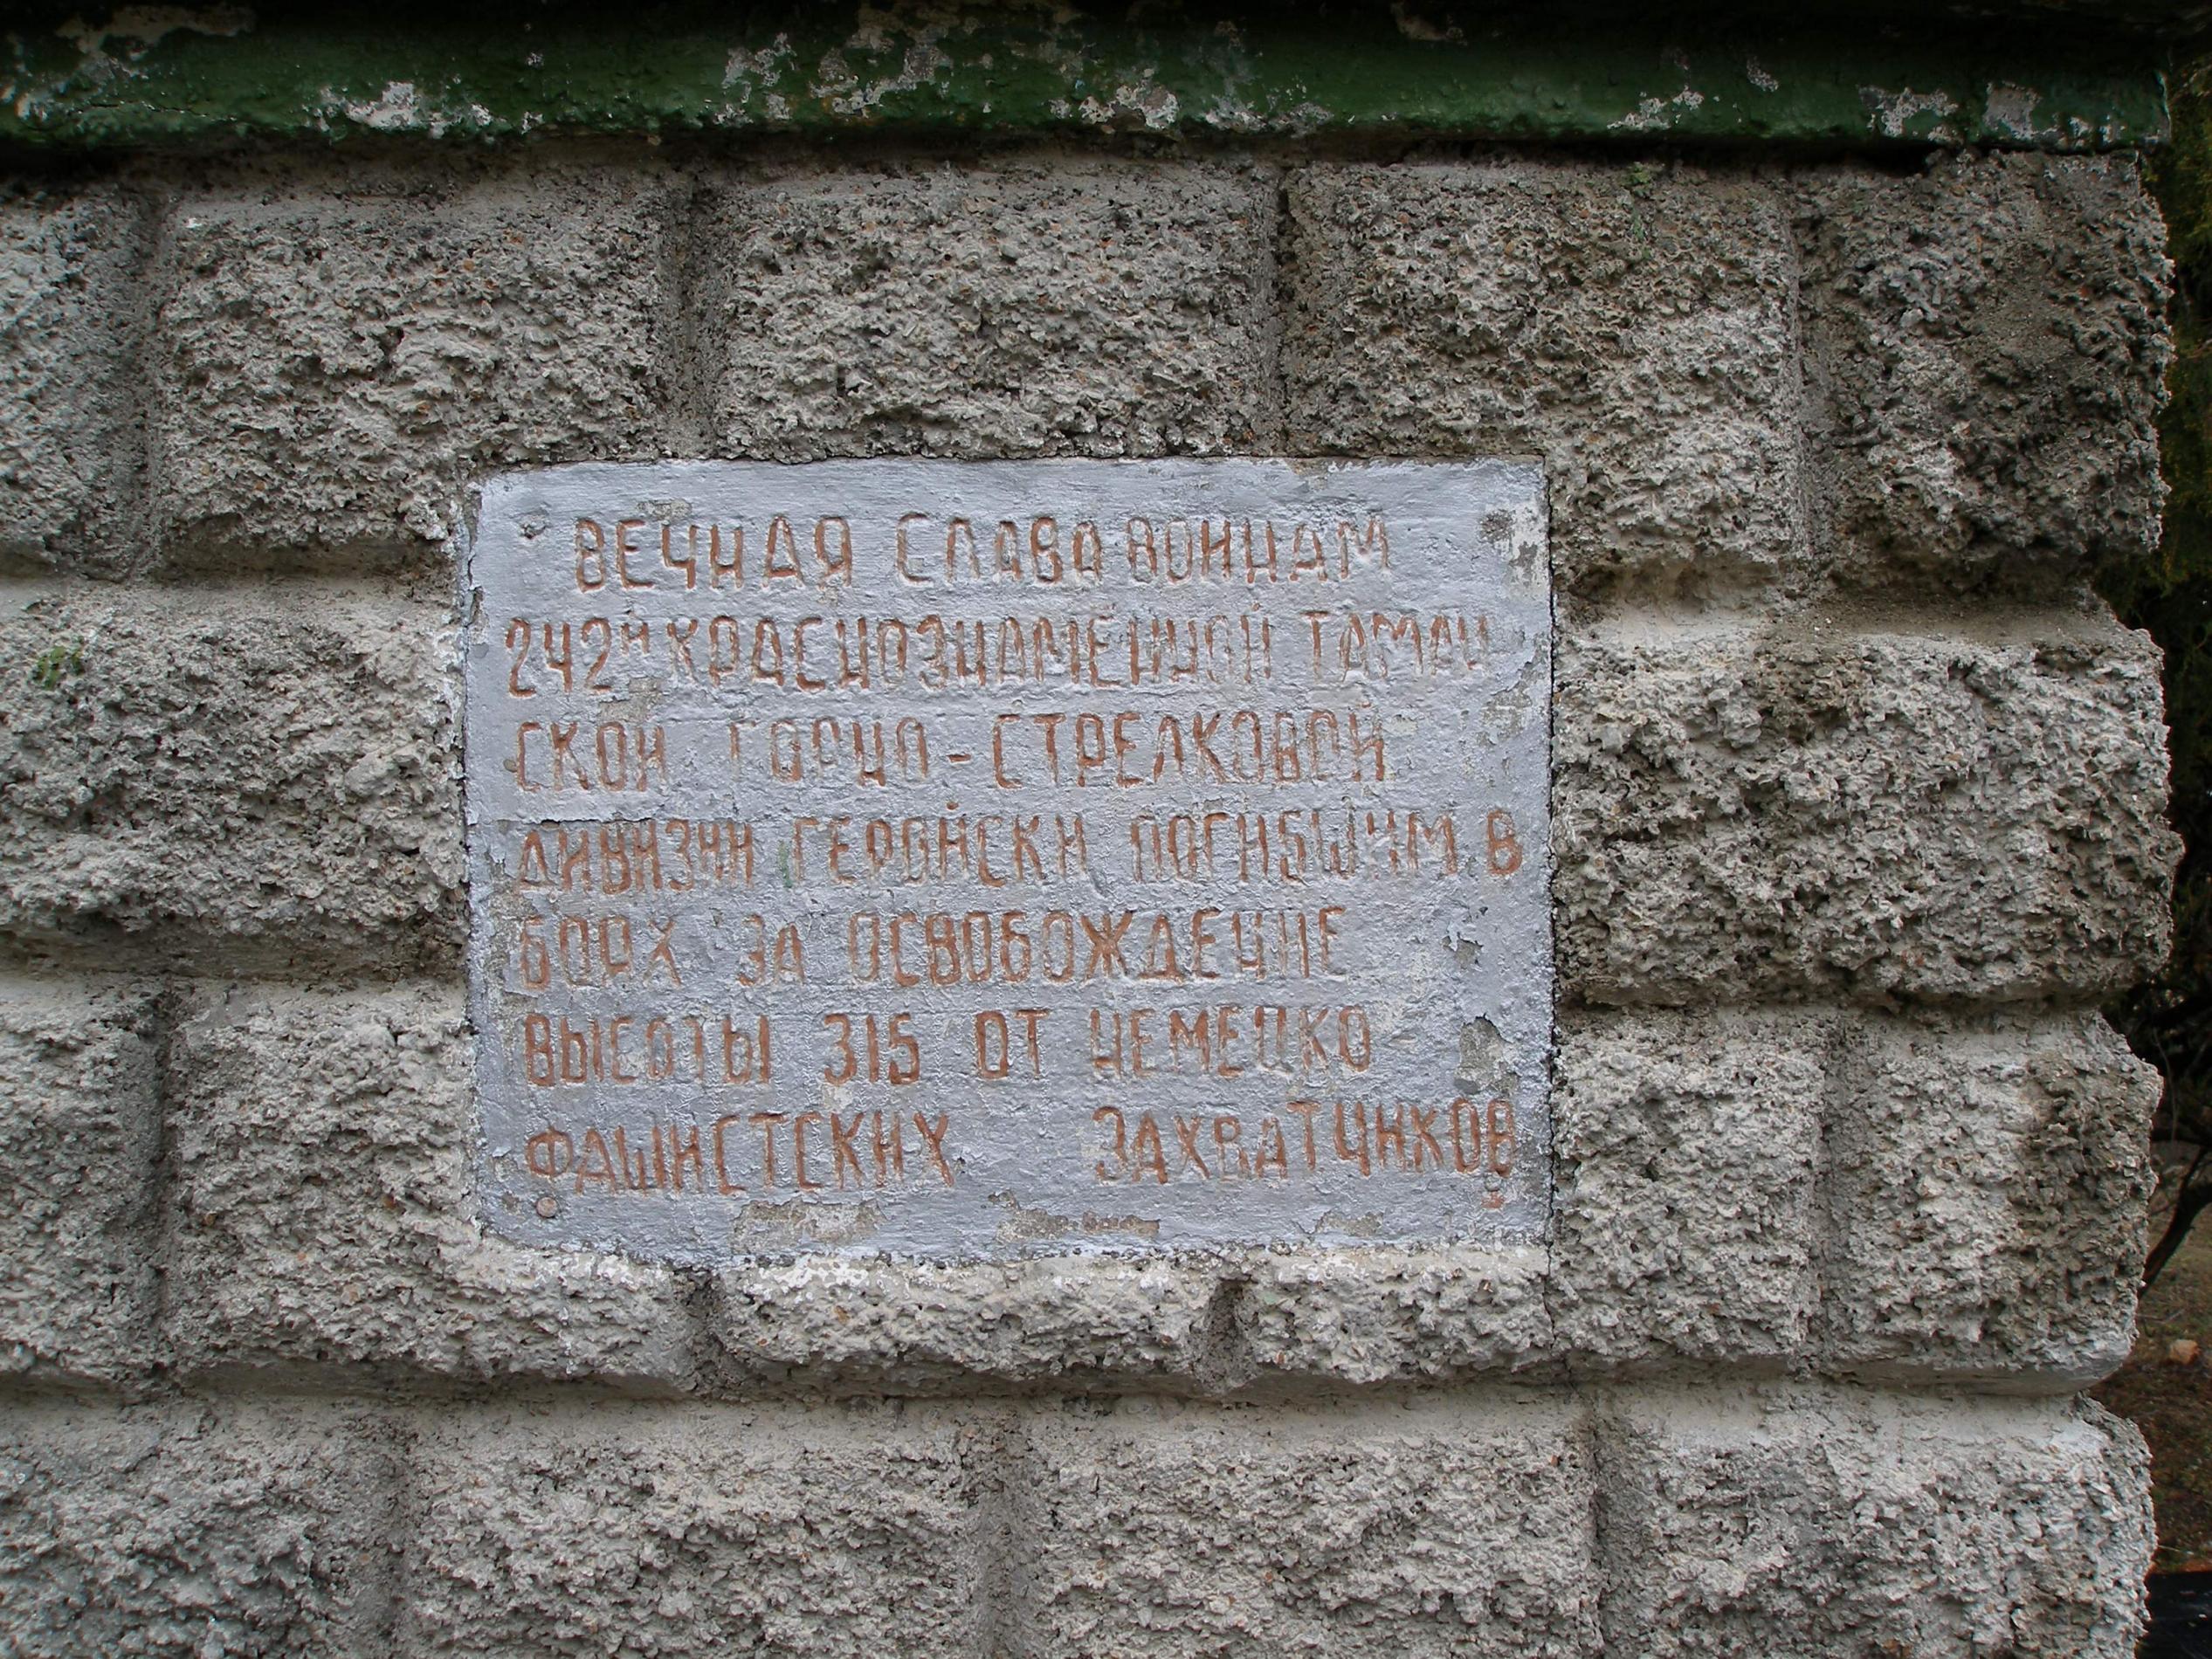 ВЕЧНАЯ СЛАВА ВОИНАМ
242Й КРАСНОЗНАМЕННОЙ ТАМАН
СКОЙ ГОРНО-СТРЕЛКОВОЙ
ДИВИЗИИ ГЕРОЙСКИ ПОГИБШИМ В
БОЯХ ЗА ОСВОБОЖДЕНИЕ
ВЫСОТЫ 315 ОТ НЕМЕЦКО
ФАШИСТСКИХ ЗАХВАТЧИКОВ